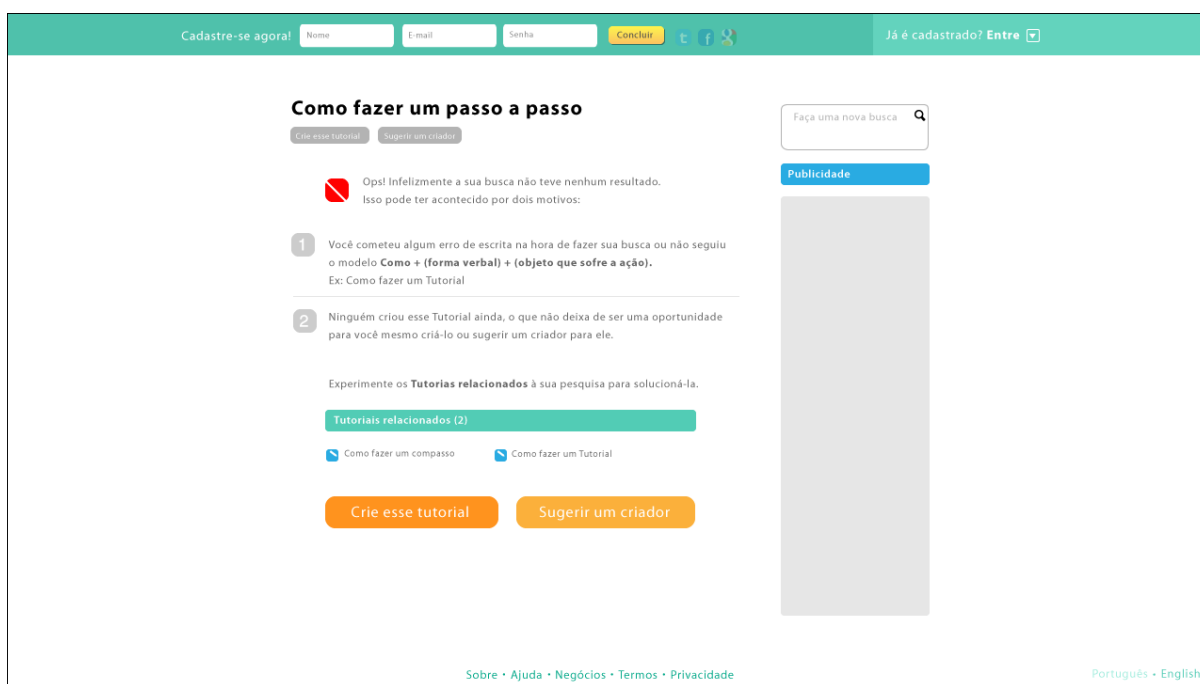 Cadastre-se agora! Nome E-mail Senha Concluir Já é cadastrado? Entre
Como fazer um passo a passo
Crie esse tutorial Sugerir um criador
Faça uma nova busca
Publicidade
Ops! Infelizmente a sua busca não teve nenhum resultado.
Isso pode ter acontecido por dois motivos:
1
Você cometeu algum erro de escrita na hora de fazer sua busca ou não seguiu
o modelo Como + (forma verbal) + (objeto que sofre a ação).
Ex: Como fazer um Tutorial
2
Ninguém criou esse Tutorial ainda, o que não deixa de ser uma oportunidade
para você mesmo criá-lo ou sugerir um criador para ele.
Experimente os Tutorias relacionados à sua pesquisa para solucioná-la.
Tutoriais relacionados (2)
Como fazer um compasso Como fazer um Tutorial
Crie esse tutorial Sugerir um criador
Sobre • Ajuda • Negócios • Termos • Privacidade
Português • English